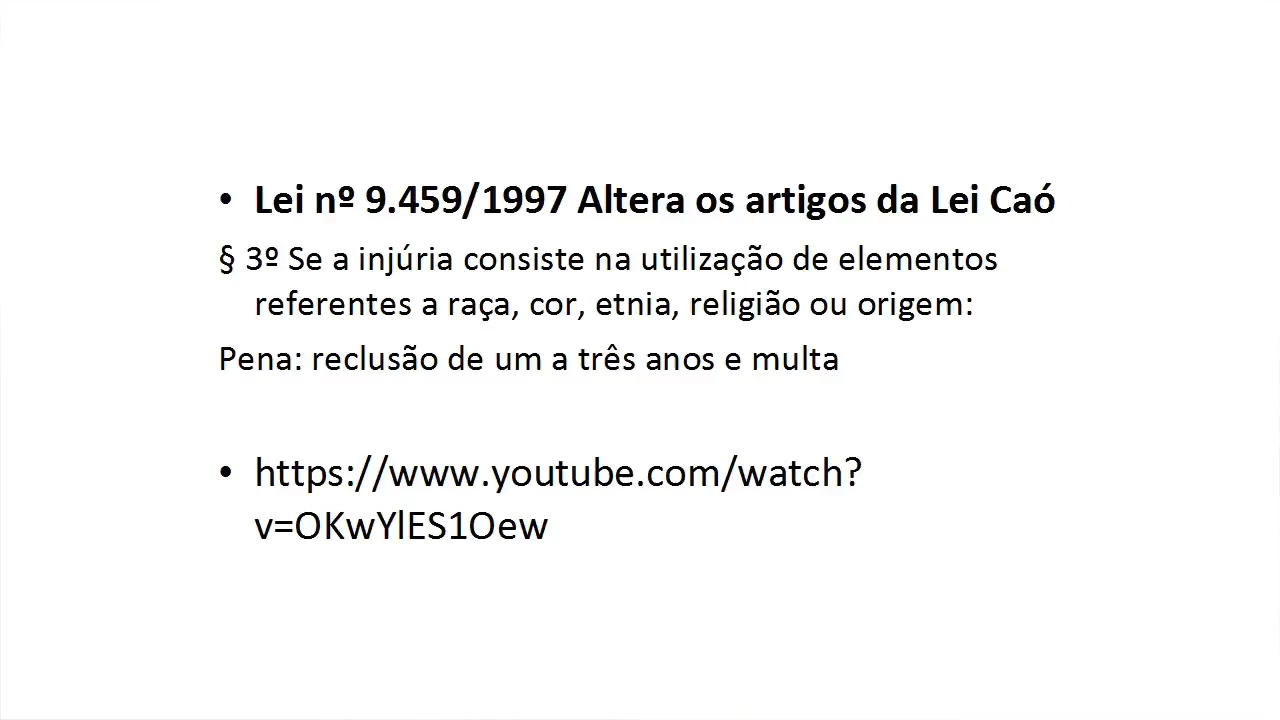 • Lei nº 9.459/1997 Altera os artigos da Lei Caó
§ 3º Se a injúria consiste na utilização de elementos
referentes a raça, cor, etnia, religião ou origem:
Pena: reclusão de um a três anos e multa
• https://www.youtube.com/watch?
v=OKwYlES1Oew